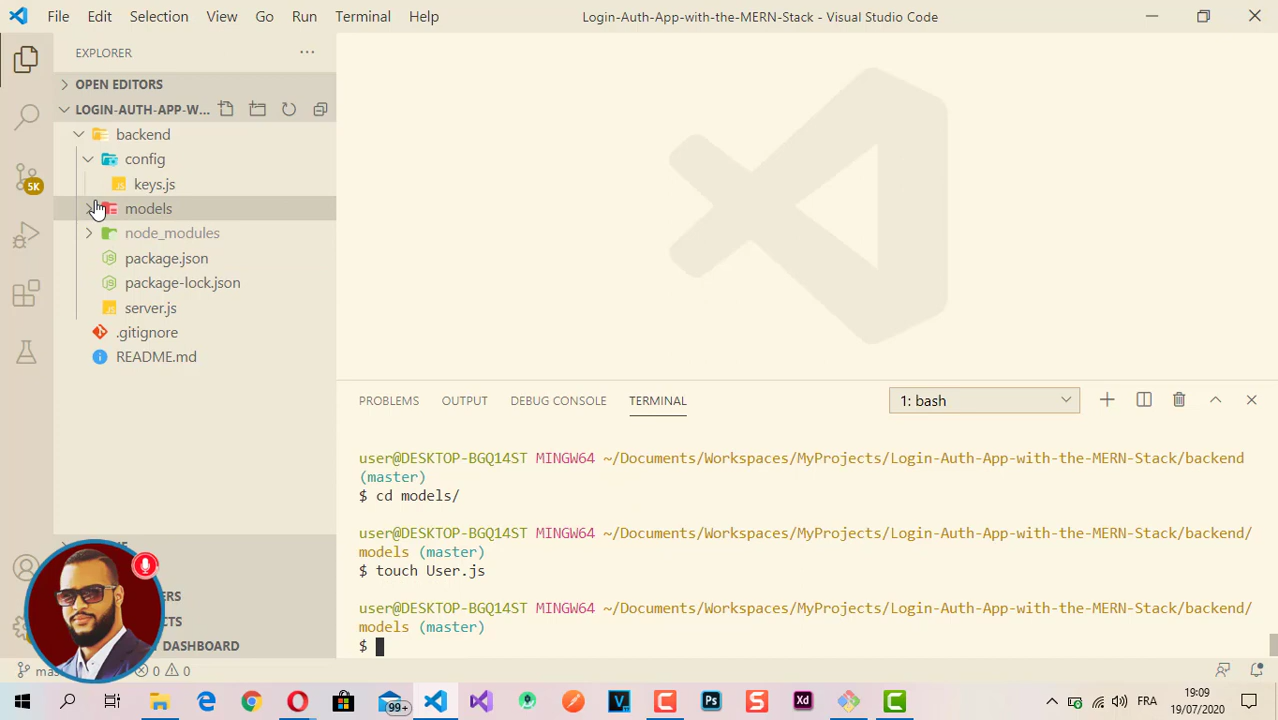 File Edit Selection View Go Run Terminal Help
Login-Auth-App-with-the-MERN-Stack - Visual Studio Code
EXPLORER
OPEN EDITORS
LOGIN-AUTH-APP-W...
backend
config
keys.js
models
node_modules
package.json
package-lock.json
server.js
.gitignore
README.md
5K
PROBLEMS OUTPUT DEBUG CONSOLE TERMINAL
1: bash
user@DESKTOP-BGQ14ST MINGW64 ~/Documents/Workspaces/MyProjects/Login-Auth-App-with-the-MERN-Stack/backend
(master)
$ cd models/
user@DESKTOP-BGQ14ST MINGW64 ~/Documents/Workspaces/MyProjects/Login-Auth-App-with-the-MERN-Stack/backend/
models (master)
$ touch User.js
user@DESKTOP-BGQ14ST MINGW64 ~/Documents/Workspaces/MyProjects/Login-Auth-App-with-the-MERN-Stack/backend/
models (master)
$
DASHBOARD
0 0
99+
Ps
S
Xd
FRA
19:09
19/07/2020